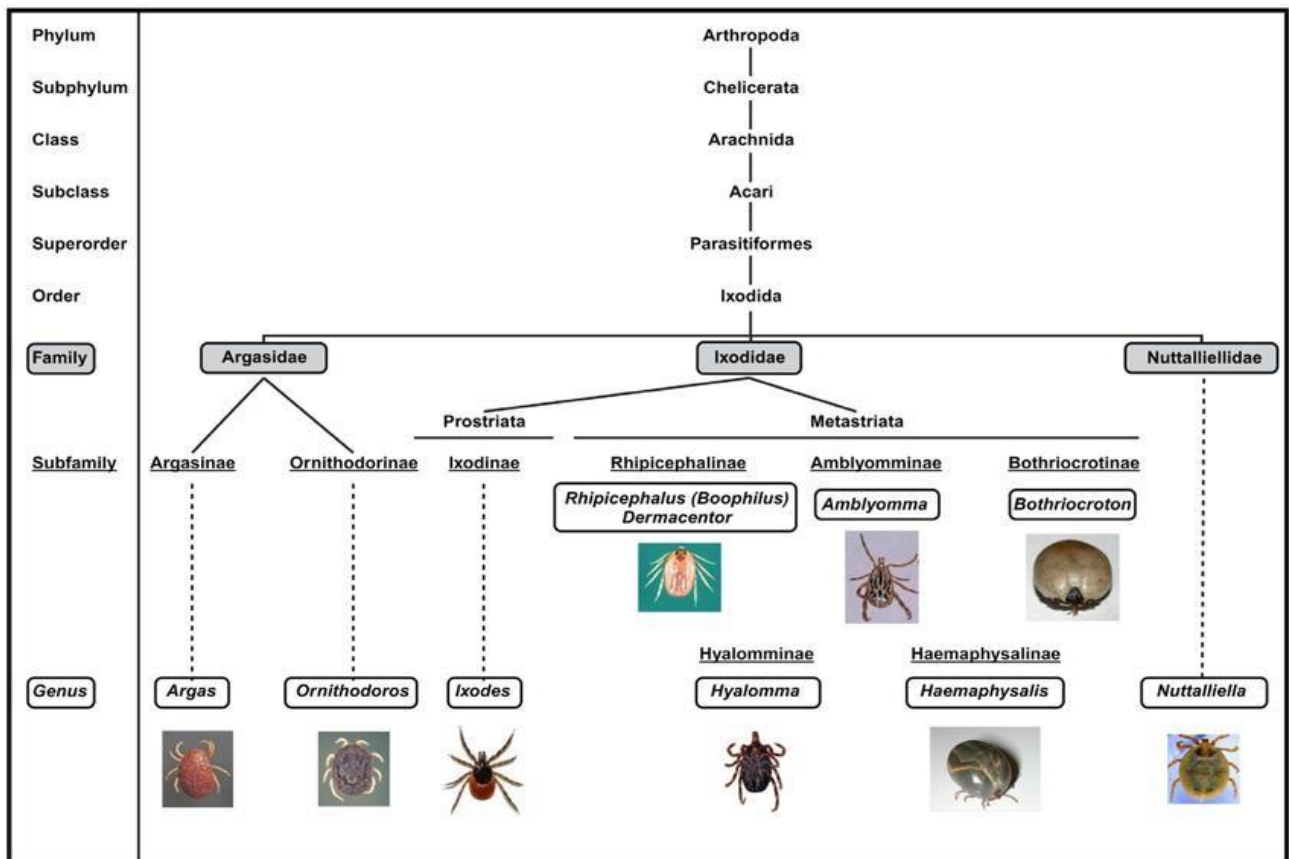 Phylum Arthropoda
Subphylum Chelicerata
Class Arachnida
Subclass Acari
Superorder Parasitiformes
Order Ixodida
Family Argasidae Ixodidae Nuttalliellidae
Prostriata Metastriata
Subfamily Argasinae Ornithodorinae Ixodinae Rhipicephalinae Amblyomminae Bothriocrotinae
Rhipicephalus (Boophilus)
Dermacentor
Amblyomma
Bothriocroton
Hyalomminae Haemaphysalinae
Genus Argas Ornithodoros Ixodes Hyalomma Haemaphysalis Nuttalliella